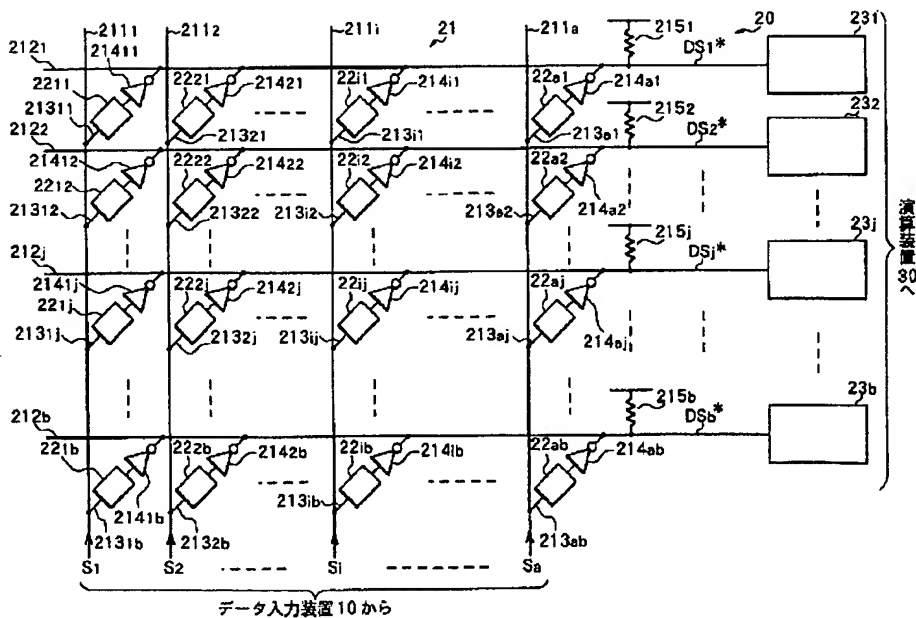 2111 2112 211i 21 211a 2151 20 231
2121 21411 DS1*
2211 2221 21421 22i1 214i1 22a1 214a1
21311 2152 232
2122 21321 213i1 213a1 DS2*
21412 2222 21422 22i2 214i2 22a2
2212 214a2
21312 21322 213i2 213a2 215j 23j
212j DSj*
2141j 222j 2142j 22ij 214ij 22aj
221j 214aj
2131j 2132j 213ij 213aj
215b 23b
212b DSb*
221b 222b 2142b 22ib 214ib 22ab 214ab
2141b 213ib
2131b 2132b 213ab
S1 S2 Si Sa
データ入力装置10から
演算装置30へ